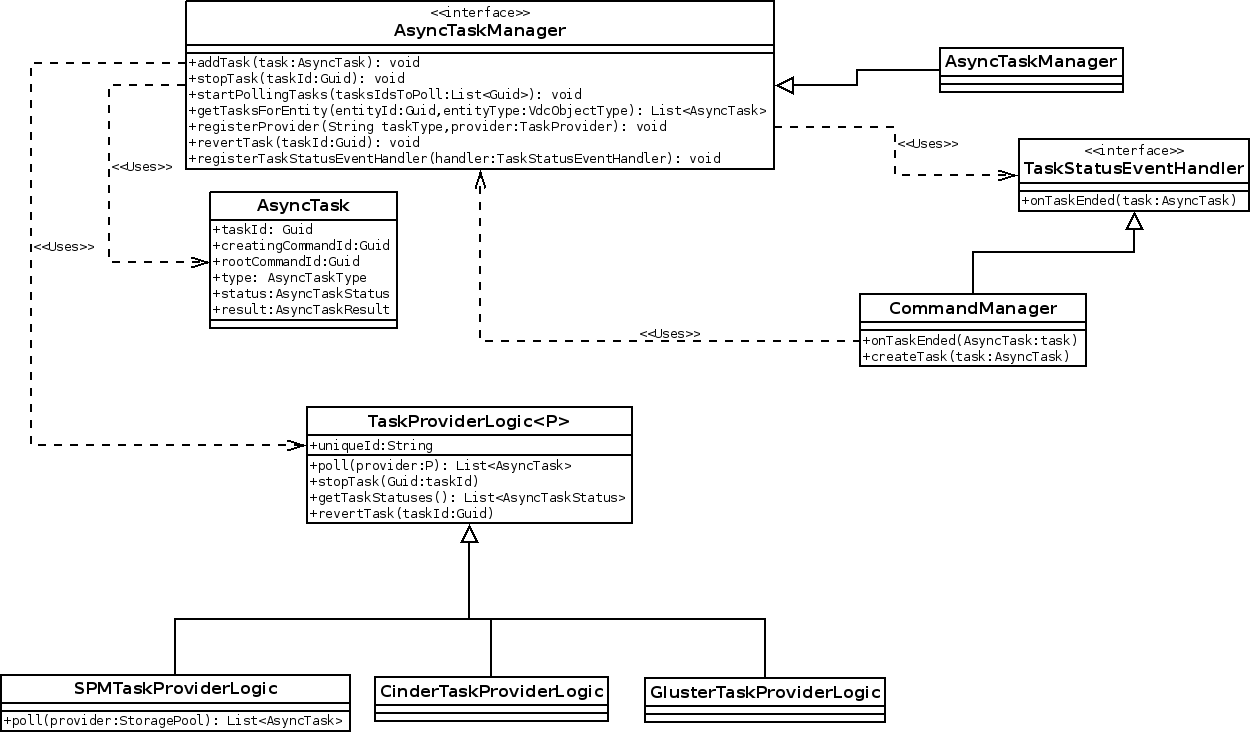 <<interface>>
AsyncTaskManager
+addTask(task:AsyncTask): void
+stopTask(taskId:Guid): void
+startPollingTasks(tasksIdsToPoll:List<Guid>): void
+getTasksForEntity(entityId:Guid,entityType:VdcObjectType): List<AsyncTask>
+registerProvider(String taskType,provider:TaskProvider): void
+revertTask(taskId:Guid): void
+registerTaskStatusEventHandler(handler:TaskStatusEventHandler): void
AsyncTaskManager
<<Uses>>
<<interface>>
TaskStatusEventHandler
+onTaskEnded(task:AsyncTask)
<<Uses>>
<<Uses>>
AsyncTask
+taskId: Guid
+creatingCommandId:Guid
+rootCommandId:Guid
+type: AsyncTaskType
+status:AsyncTaskStatus
+result:AsyncTaskResult
CommandManager
+onTaskEnded(AsyncTask:task)
+createTask(task:AsyncTask)
<<Uses>>
TaskProviderLogic<P>
+uniqueId:String
+poll(provider:P): List<AsyncTask>
+stopTask(Guid:taskId)
+getTaskStatuses(): List<AsyncTaskStatus>
+revertTask(taskId:Guid)
SPMTaskProviderLogic
+poll(provider:StoragePool): List<AsyncTask>
CinderTaskProviderLogic
GlusterTaskProviderLogic